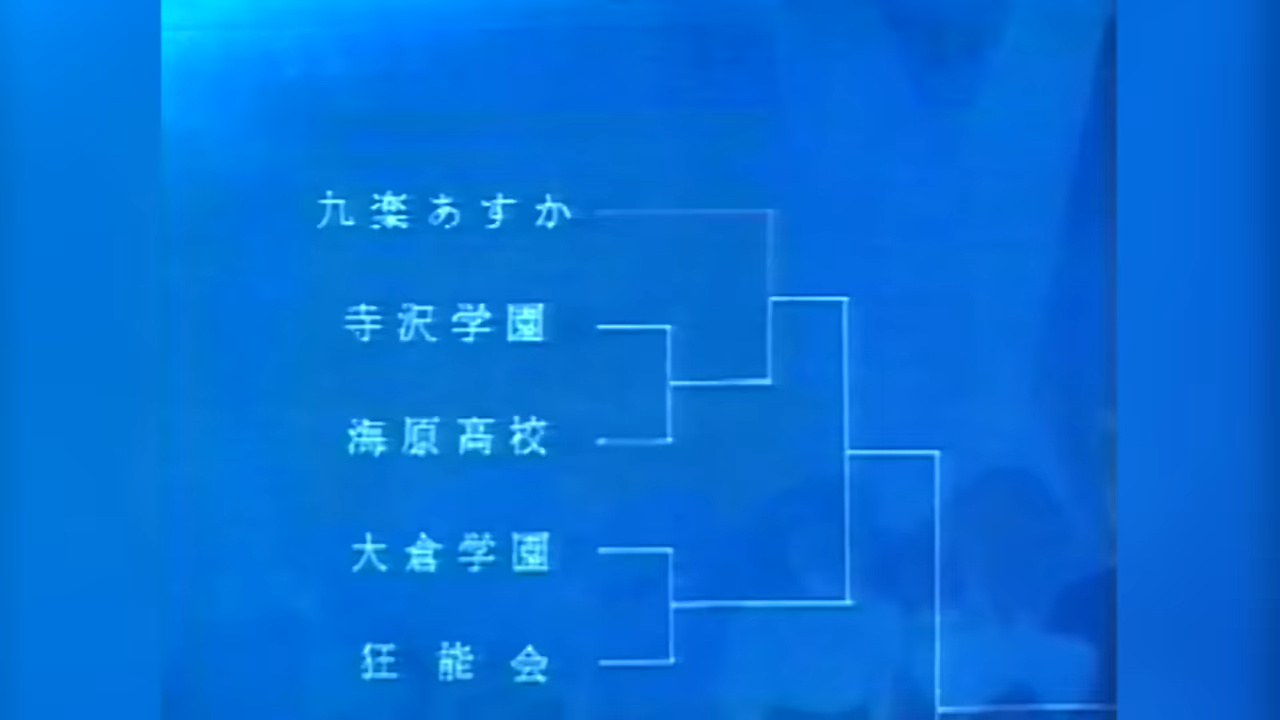 九楽あすか
寺沢学園
海原高校
大倉学園
狂能会